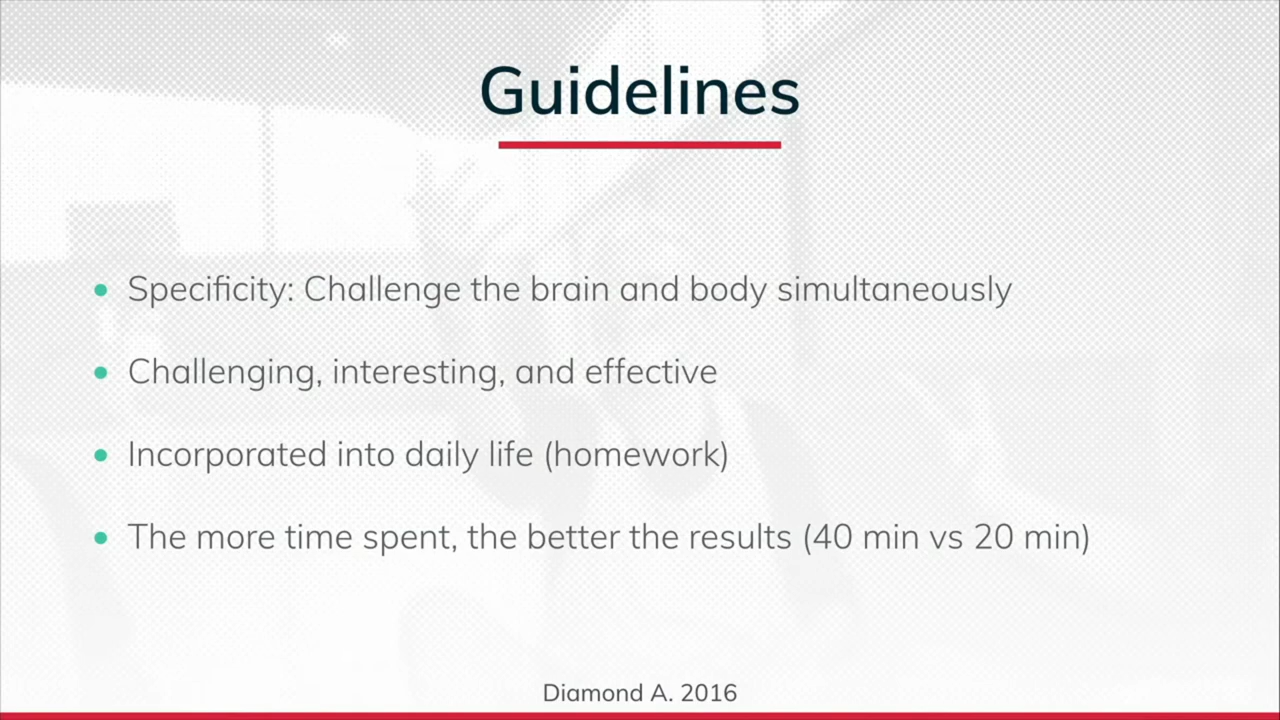 Guidelines
Specificity: Challenge the brain and body simultaneously
Challenging, interesting, and effective
Incorporated into daily life (homework)
The more time spent, the better the results (40 min vs 20 min)
Diamond A. 2016